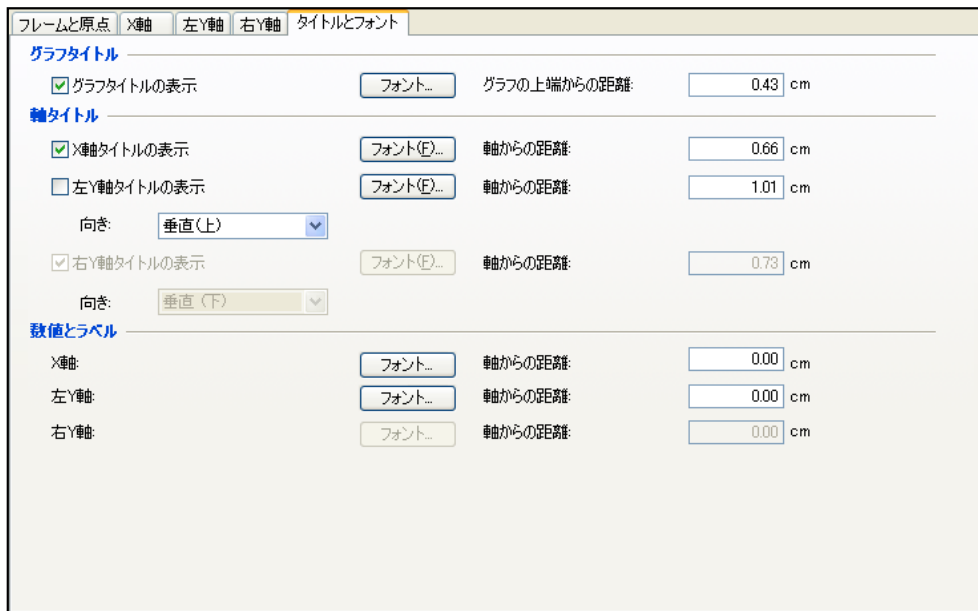 フレームと原点 X軸 左Y軸 右Y軸 タイトルとフォント
グラフタイトル
グラフタイトルの表示 フォント... グラフの上端からの距離: 0.43 cm
軸タイトル
X軸タイトルの表示 フォント(F)... 軸からの距離: 0.66 cm
左Y軸タイトルの表示 フォント(F)... 軸からの距離: 1.01 cm
向き: 垂直(上)
右Y軸タイトルの表示 フォント(F)... 軸からの距離: 0.73 cm
向き: 垂直(下)
数値とラベル
X軸: フォント... 軸からの距離: 0.00 cm
左Y軸: フォント... 軸からの距離: 0.00 cm
右Y軸: フォント... 軸からの距離: 0.00 cm